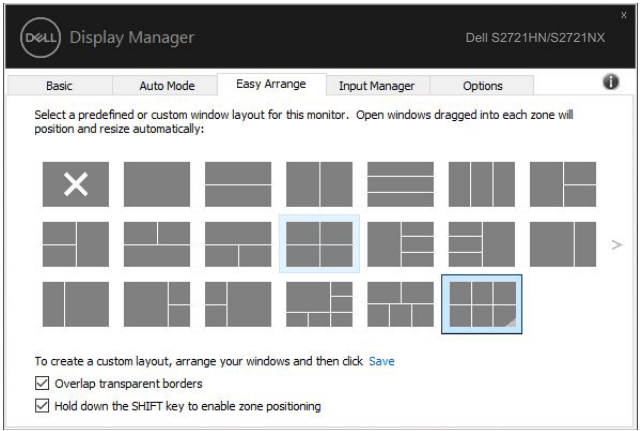 x
DELL Display Manager
Dell S2721HN/S2721NX
Basic Auto Mode Easy Arrange Input Manager Options
Select a predefined or custom window layout for this monitor. Open windows dragged into each zone will
position and resize automatically:
>
To create a custom layout, arrange your windows and then click Save
Overlap transparent borders
Hold down the SHIFT key to enable zone positioning